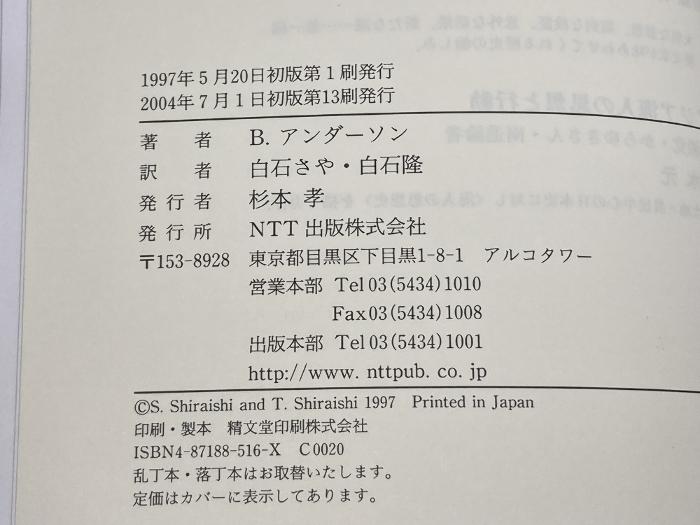 1997年5月20日初版第1刷発行
2004年7月1日初版第13刷発行
著者 B. アンダーソン
訳者 白石さや・白石隆
発行者 杉本 孝
発行所 NTT出版株式会社
〒153-8928 東京都目黒区下目黒1-8-1 アルコタワー
営業本部 Tel 03(5434)1010
Fax 03(5434)1008
出版本部 Tel 03(5434)1001
http://www. nttpub. co. jp
©S. Shiraishi and T. Shiraishi 1997 Printed in Japan
印刷・製本 精文堂印刷株式会社
ISBN4-87188-516-X C0020
乱丁本・落丁本はお取替いたします。
定価はカバーに表示してあります。